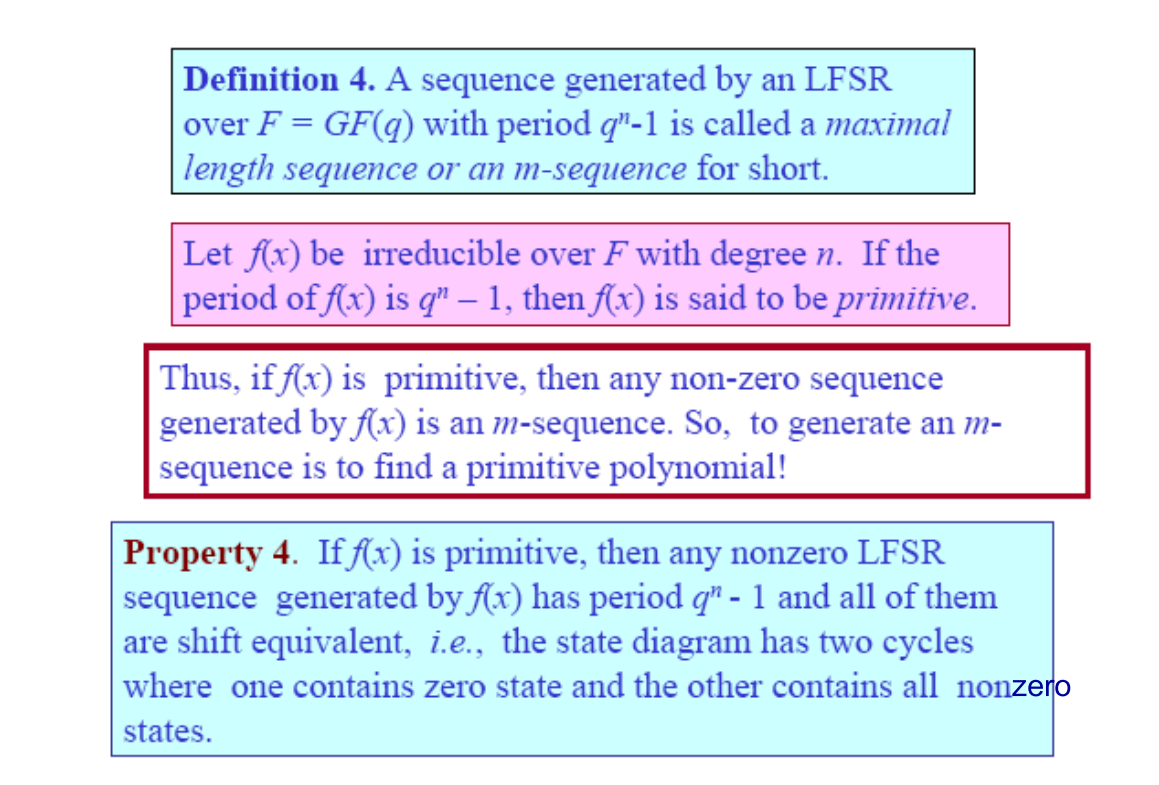 Definition 4. A sequence generated by an LFSR
over F = GF(q) with period qⁿ-1 is called a maximal
length sequence or an m-sequence for short.
Let f(x) be irreducible over F with degree n. If the
period of f(x) is qⁿ – 1, then f(x) is said to be primitive.
Thus, if f(x) is primitive, then any non-zero sequence
generated by f(x) is an m-sequence. So, to generate an m-
sequence is to find a primitive polynomial!
Property 4. If f(x) is primitive, then any nonzero LFSR
sequence generated by f(x) has period qⁿ - 1 and all of them
are shift equivalent, i.e., the state diagram has two cycles
where one contains zero state and the other contains all nonzero
states.